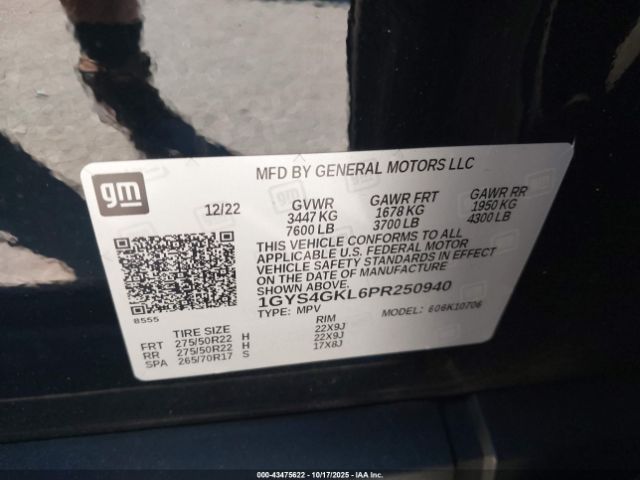 MFD BY GENERAL MOTORS LLC
gm
12/22 GVWR GAWR FRT GAWR RR
3447 KG 1678 KG 1950 KG
7600 LB 3700 LB 4300 LB
THIS VEHICLE CONFORMS TO ALL
APPLICABLE U.S. FEDERAL MOTOR
VEHICLE SAFETY STANDARDS IN EFFECT
ON THE DATE OF MANUFACTURE
SHOWN ABOVE.
1GYS4GKL6PR250940
TYPE: MPV MODEL: 606K10706
8555
TIRE SIZE RIM
FRT 275/50R22 H 22X9J
RR 275/50R22 H 22X9J
SPA 265/70R17 S 17X8J
000-43475622 - 10/17/2025 - IAA Inc.